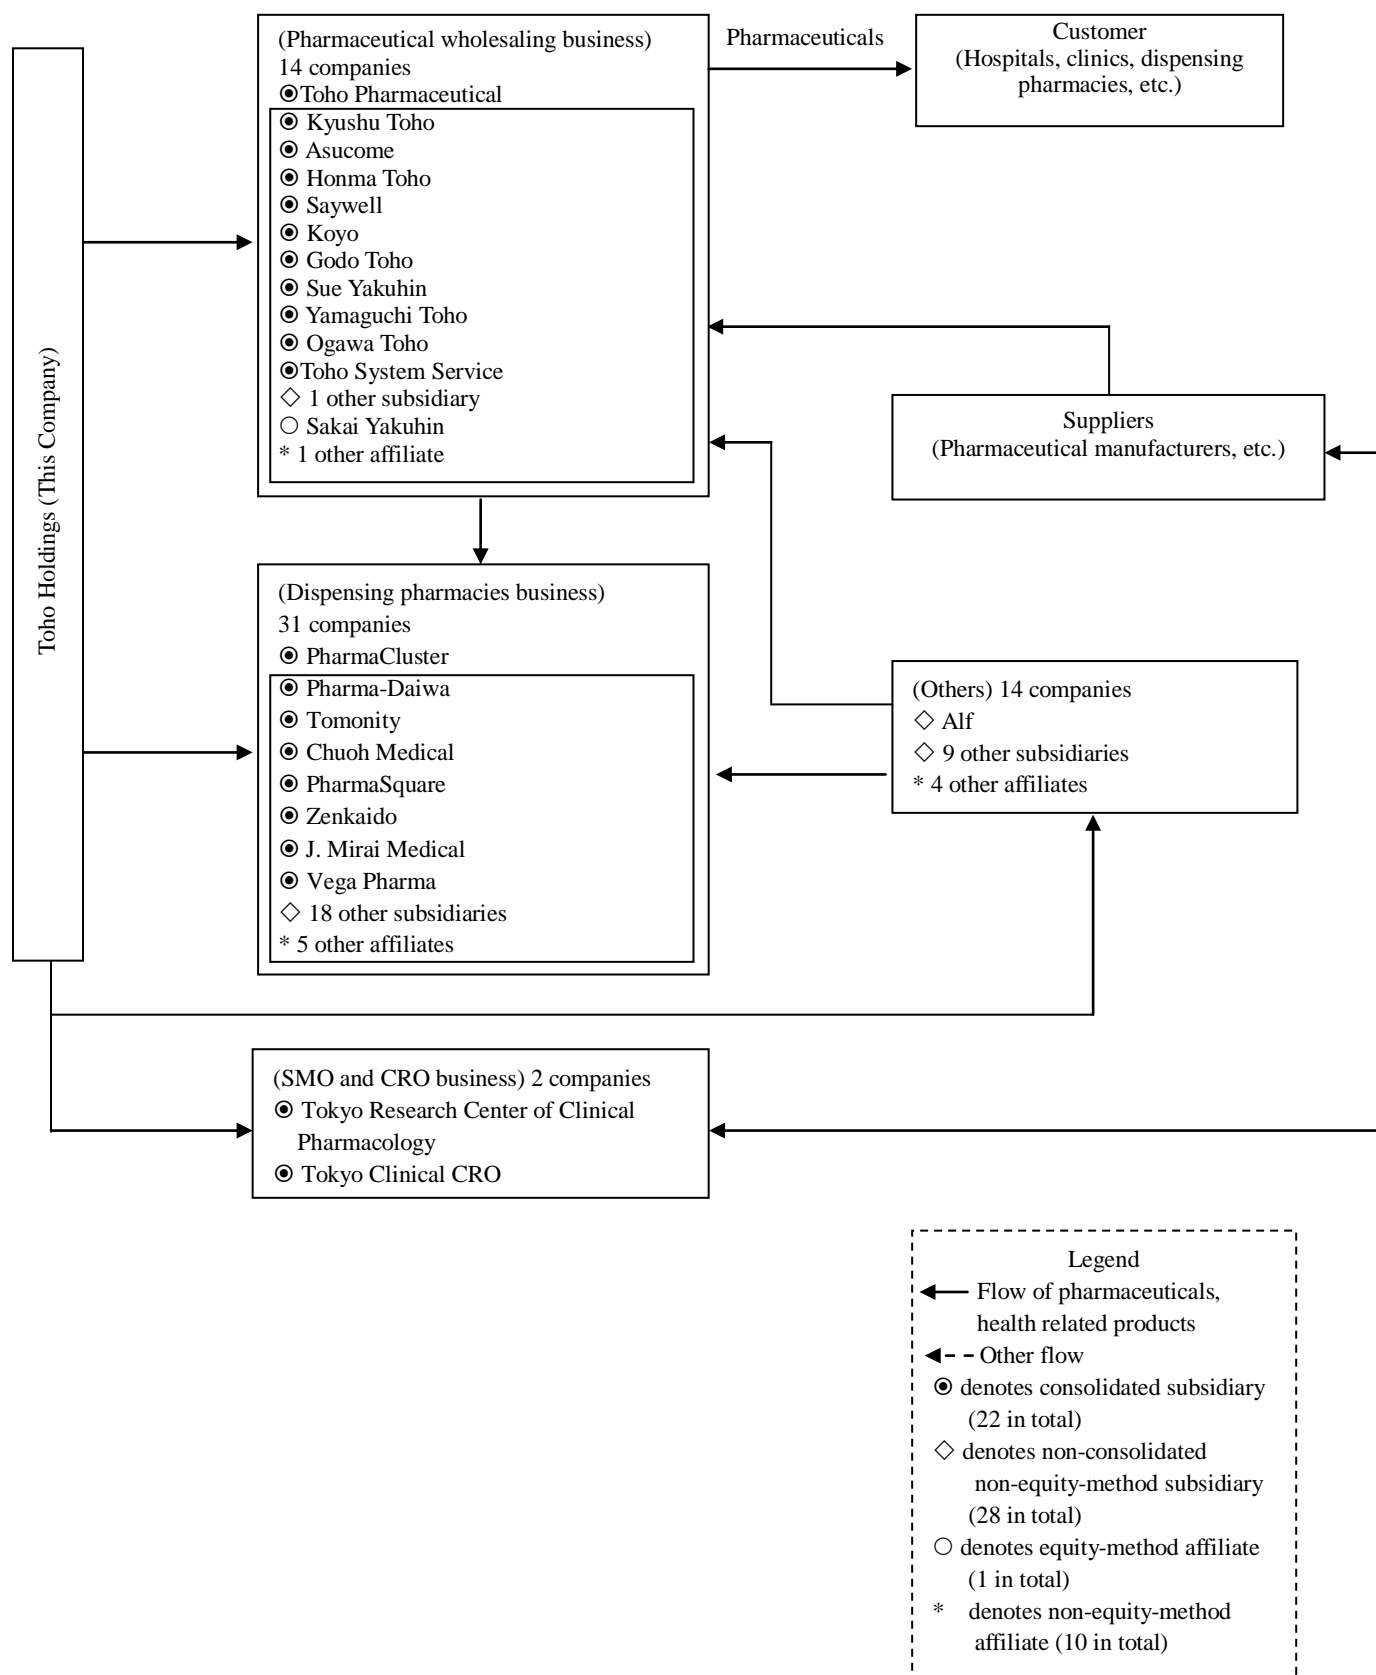 Toho Holdings (This Company)
(Pharmaceutical wholesaling business)
14 companies
◉Toho Pharmaceutical
◉ Kyushu Toho
◉ Asucome
◉ Honma Toho
◉ Saywell
◉ Koyo
◉ Godo Toho
◉ Sue Yakuhin
◉ Yamaguchi Toho
◉ Ogawa Toho
◉Toho System Service
◇ 1 other subsidiary
○ Sakai Yakuhin
* 1 other affiliate
Pharmaceuticals
Customer
(Hospitals, clinics, dispensing
pharmacies, etc.)
Suppliers
(Pharmaceutical manufacturers, etc.)
(Dispensing pharmacies business)
31 companies
◉ PharmaCluster
◉ Pharma-Daiwa
◉ Tomonity
◉ Chuoh Medical
◉ PharmaSquare
◉ Zenkaido
◉ J. Mirai Medical
◉ Vega Pharma
◇ 18 other subsidiaries
* 5 other affiliates
(Others) 14 companies
◇ Alf
◇ 9 other subsidiaries
* 4 other affiliates
(SMO and CRO business) 2 companies
◉ Tokyo Research Center of Clinical
Pharmacology
◉ Tokyo Clinical CRO
Legend
Flow of pharmaceuticals,
health related products
Other flow
◉ denotes consolidated subsidiary
(22 in total)
◇ denotes non-consolidated
non-equity-method subsidiary
(28 in total)
○ denotes equity-method affiliate
(1 in total)
* denotes non-equity-method
affiliate (10 in total)